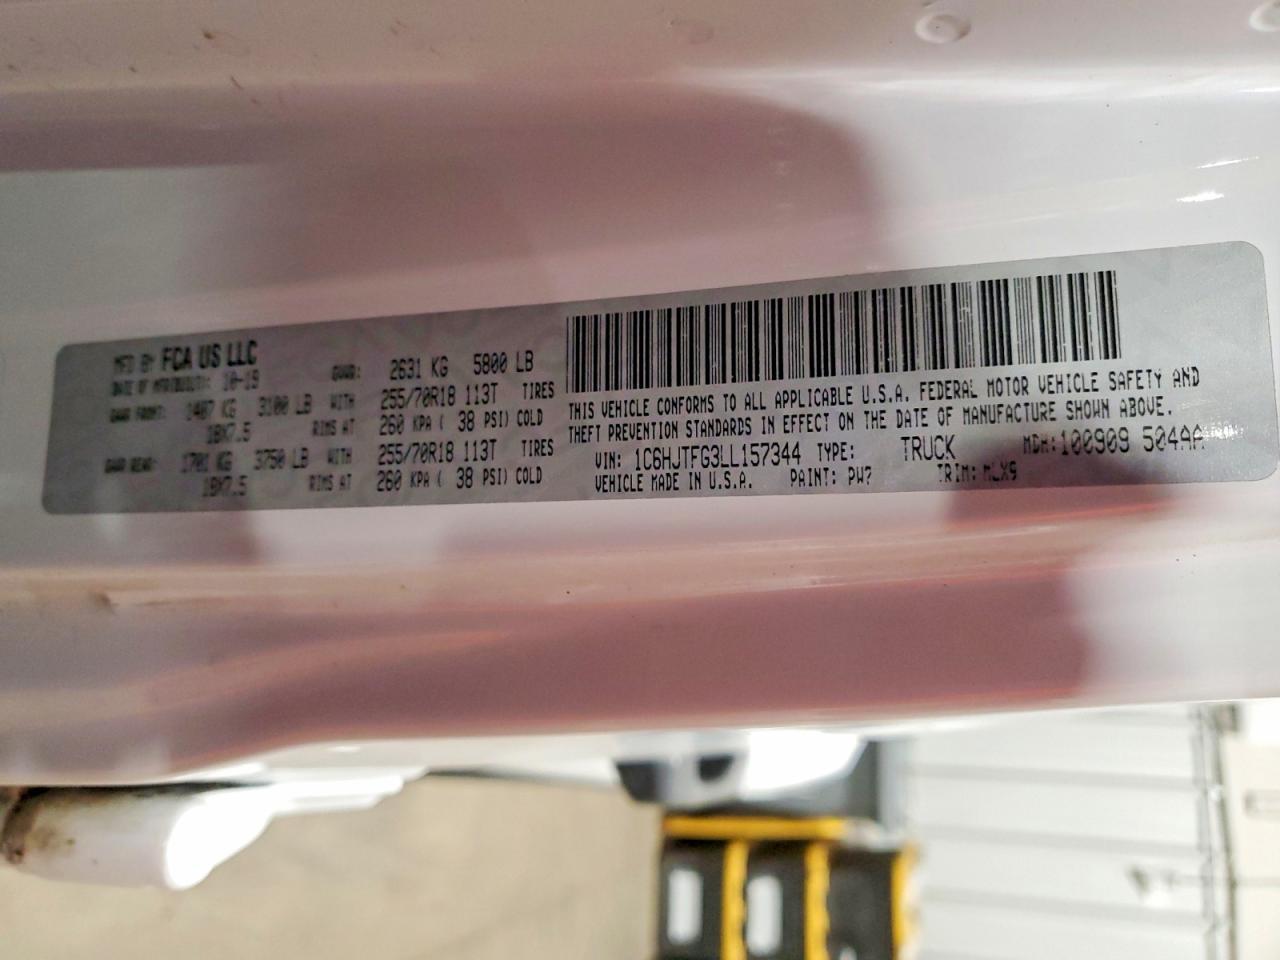 MFD BY FCA US LLC
DATE OF MFR(BUILT): 10-19 GVWR: 2631 KG 5800 LB
GAWR FRONT: 1407 KG 3100 LB WITH 255/70R18 113T TIRES
18X7.5 RIMS AT 260 KPA ( 38 PSI) COLD
GAWR REAR: 1701 KG 3750 LB WITH 255/70R18 113T TIRES
18X7.5 RIMS AT 260 KPA ( 38 PSI) COLD
THIS VEHICLE CONFORMS TO ALL APPLICABLE U.S.A. FEDERAL MOTOR VEHICLE SAFETY AND
THEFT PREVENTION STANDARDS IN EFFECT ON THE DATE OF MANUFACTURE SHOWN ABOVE.
VIN: 1C6HJTFG3LL157344 TYPE: TRUCK MDH: 100909 504AA
VEHICLE MADE IN U.S.A. PAINT: PW7 TRIM: